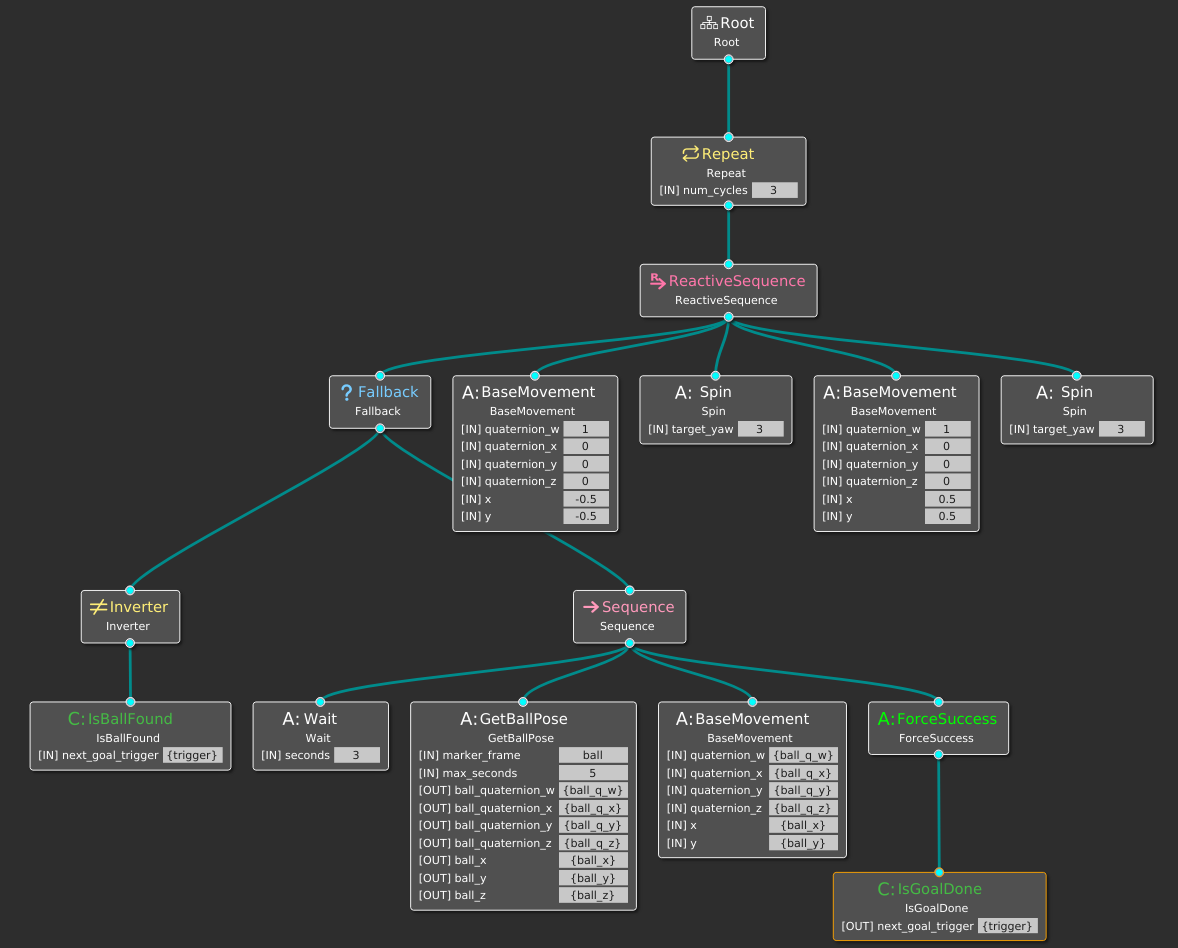 Root
Root
Repeat
Repeat
[IN] num_cycles 3
R
ReactiveSequence
ReactiveSequence
? Fallback
Fallback
A: BaseMovement
BaseMovement
[IN] quaternion_w 1
[IN] quaternion_x 0
[IN] quaternion_y 0
[IN] quaternion_z 0
[IN] x -0.5
[IN] y -0.5
A: Spin
Spin
[IN] target_yaw 3
A: BaseMovement
BaseMovement
[IN] quaternion_w 1
[IN] quaternion_x 0
[IN] quaternion_y 0
[IN] quaternion_z 0
[IN] x 0.5
[IN] y 0.5
A: Spin
Spin
[IN] target_yaw 3
Inverter
Inverter
Sequence
Sequence
C: IsBallFound
IsBallFound
[IN] next_goal_trigger {trigger}
A: Wait
Wait
[IN] seconds 3
A: GetBallPose
GetBallPose
[IN] marker_frame ball
[IN] max_seconds 5
[OUT] ball_quaternion_w {ball_q_w}
[OUT] ball_quaternion_x {ball_q_x}
[OUT] ball_quaternion_y {ball_q_y}
[OUT] ball_quaternion_z {ball_q_z}
[OUT] ball_x {ball_x}
[OUT] ball_y {ball_y}
[OUT] ball_z {ball_z}
A: BaseMovement
BaseMovement
[IN] quaternion_w {ball_q_w}
[IN] quaternion_x {ball_q_x}
[IN] quaternion_y {ball_q_y}
[IN] quaternion_z {ball_q_z}
[IN] x {ball_x}
[IN] y {ball_y}
A: ForceSuccess
ForceSuccess
C: IsGoalDone
IsGoalDone
[OUT] next_goal_trigger {trigger}